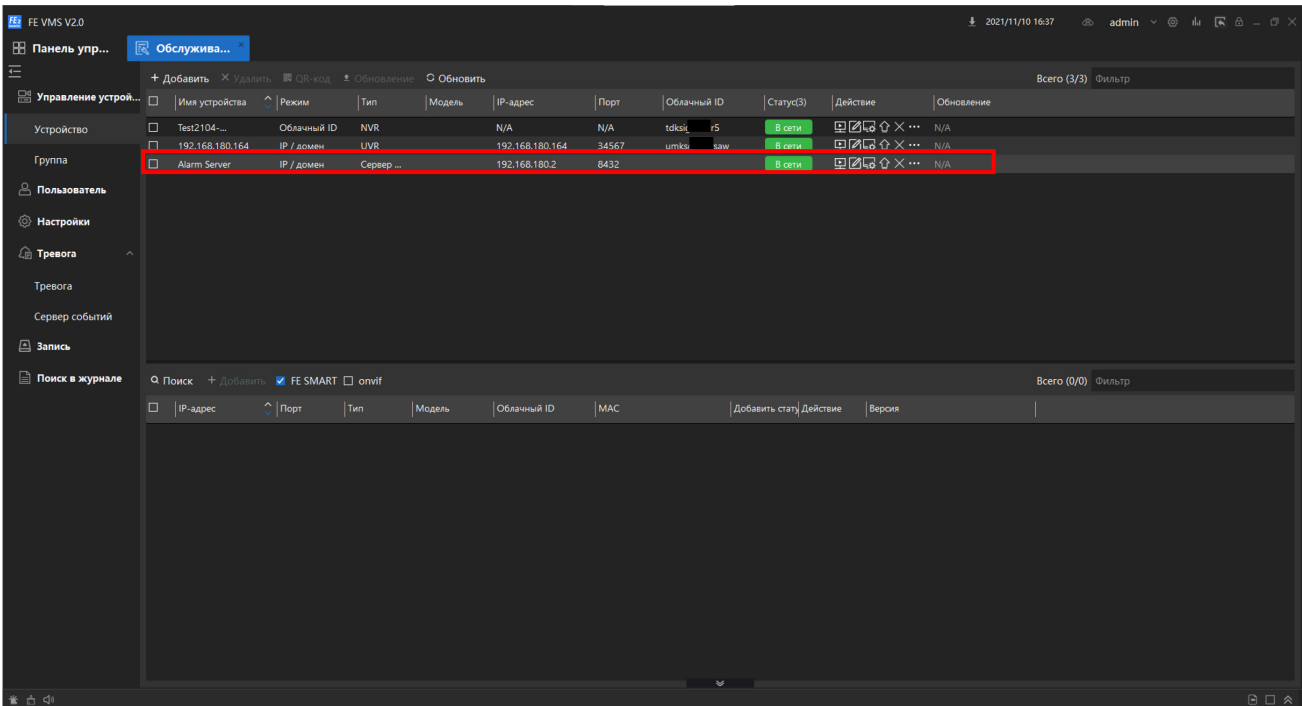 FE VMS V2.0 2021/11/10 16:37 admin
Панель упр... Обслужива...
Добавить Удалить QR-код Обновление Обновить Всего (3/3) Фильтр
Управление устрой...
Устройство
Группа
Пользователь
Настройки
Тревога
Тревога
Сервер событий
Запись
Поиск в журнале
Имя устройства Режим Тип Модель IP-адрес Порт Облачный ID Статус(3) Действие Обновление
Test2104-... Облачный ID NVR N/A N/A tdksi r5 В сети N/A
192.168.180.164 IP / домен UVR 192.168.180.164 34567 umks saw В сети N/A
Alarm Server IP / домен Сервер ... 192.168.180.2 8432 В сети N/A
Поиск Добавить FE SMART onvif Всего (0/0) Фильтр
IP-адрес Порт Тип Модель Облачный ID MAC Добавить стату Действие Версия